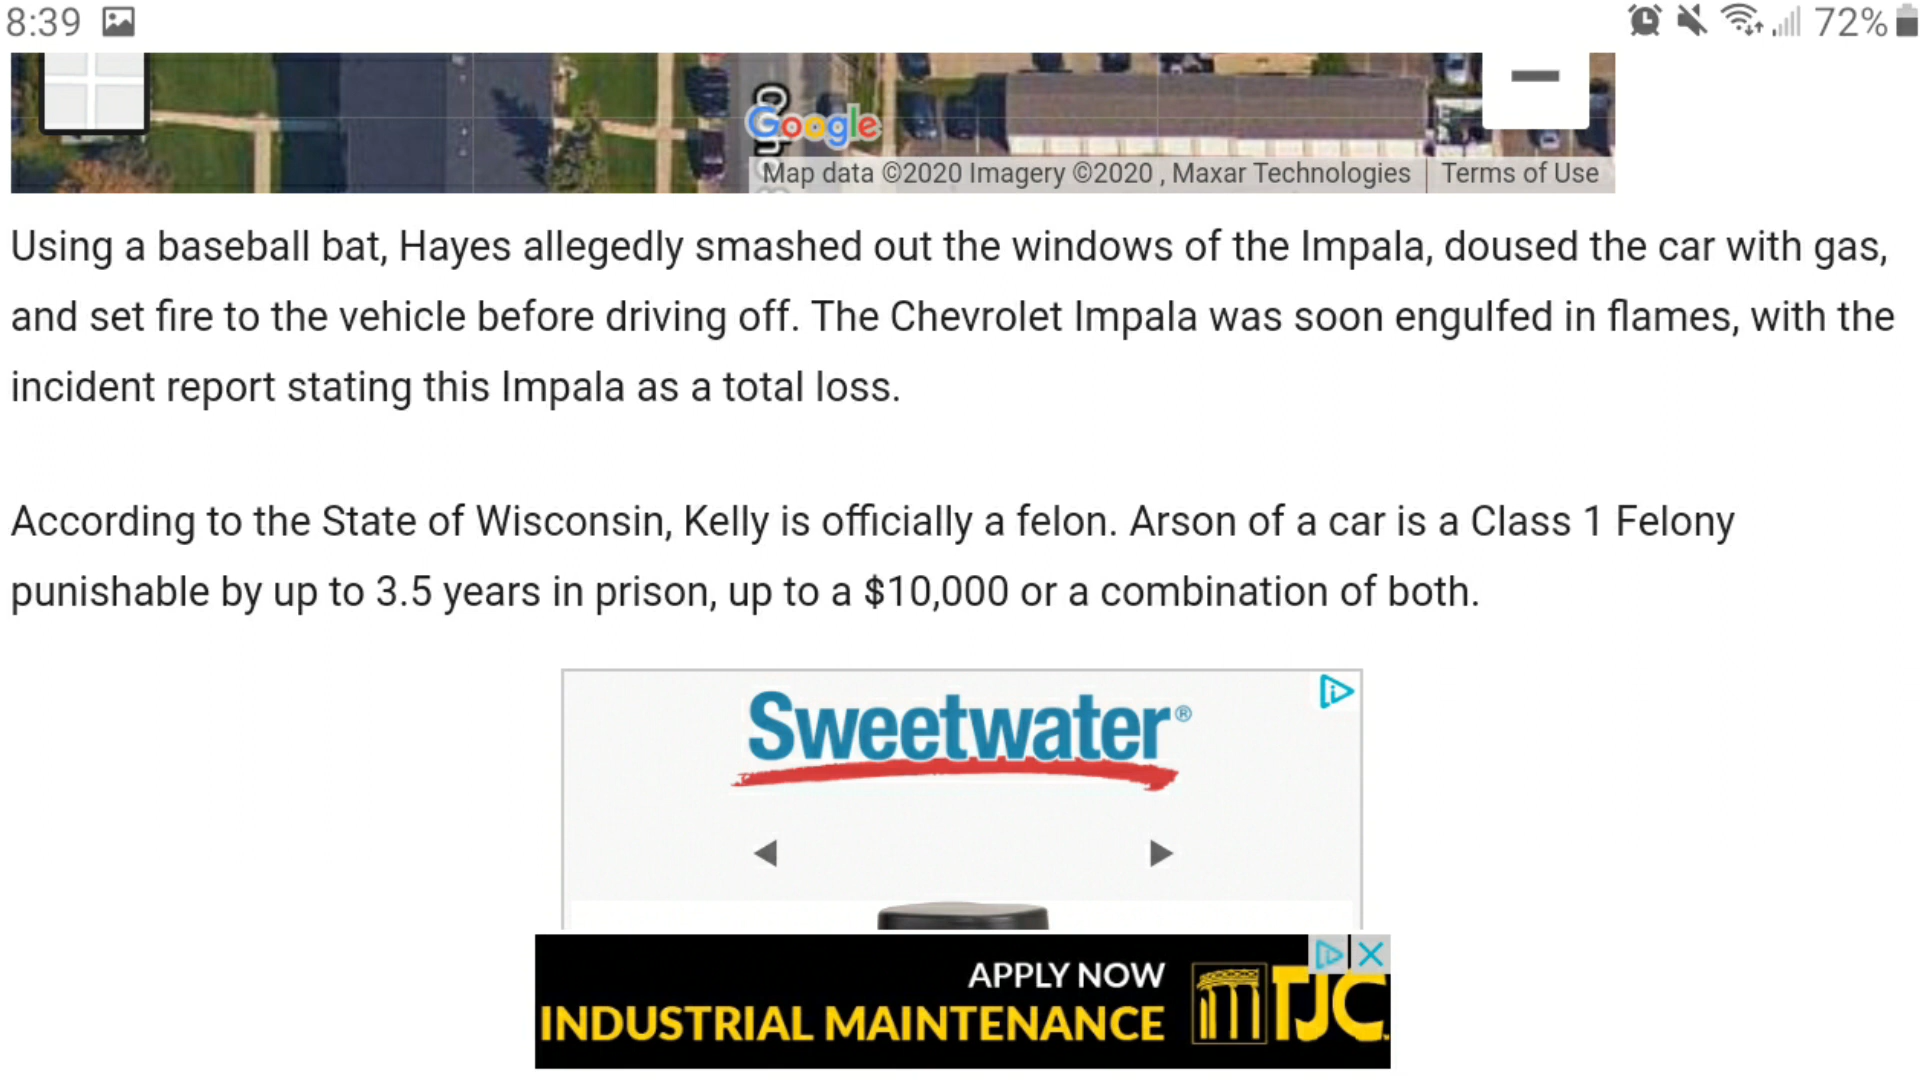 8:39
72%
Google
Map data ©2020 Imagery ©2020 , Maxar Technologies
Terms of Use
Using a baseball bat, Hayes allegedly smashed out the windows of the Impala, doused the car with gas,
and set fire to the vehicle before driving off. The Chevrolet Impala was soon engulfed in flames, with the
incident report stating this Impala as a total loss.
According to the State of Wisconsin, Kelly is officially a felon. Arson of a car is a Class 1 Felony
punishable by up to 3.5 years in prison, up to a $10,000 or a combination of both.
Sweetwater®
APPLY NOW
INDUSTRIAL MAINTENANCE
TJC